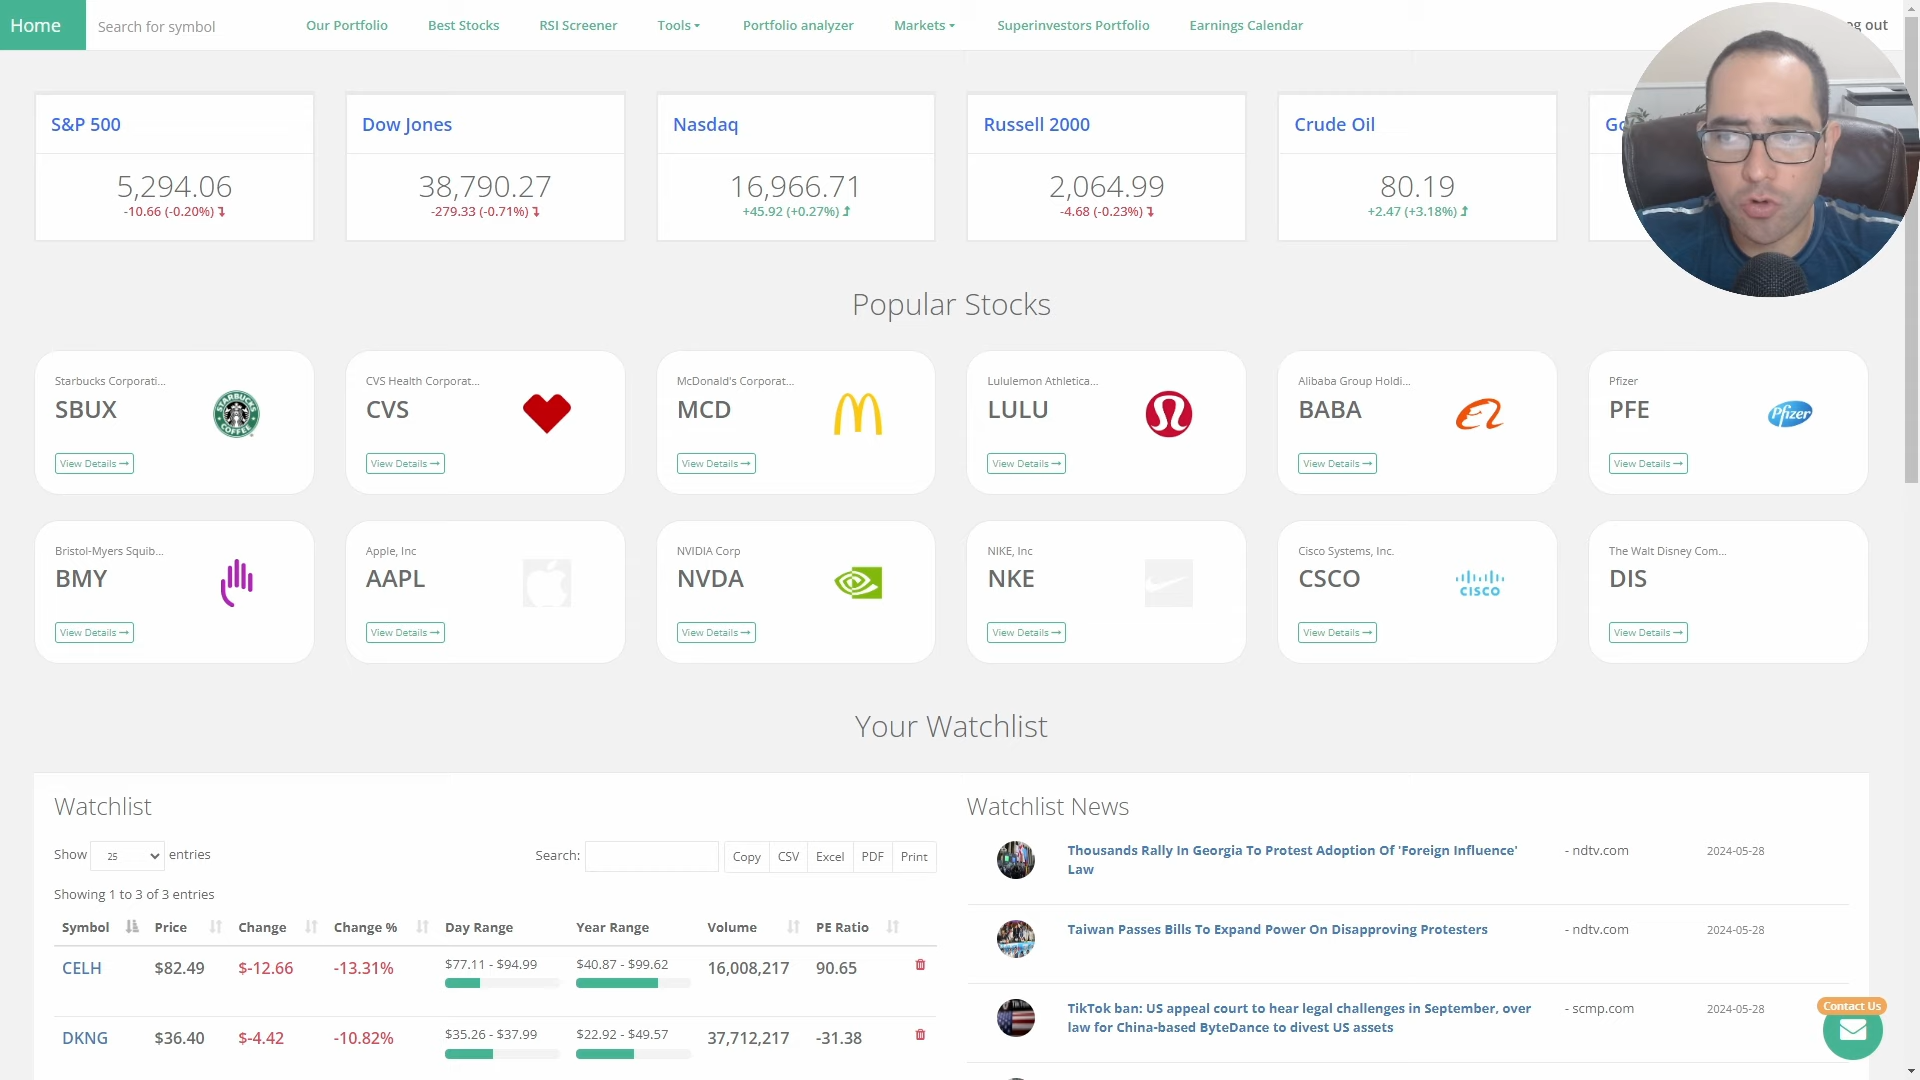 Home
Search for symbol
Our Portfolio
Best Stocks
RSI Screener
Tools
Portfolio analyzer
Markets
Superinvestors Portfolio
Earnings Calendar
out
S&P 500
5,294.06
-10.66 (-0.20%)
Dow Jones
38,790.27
-279.33 (-0.71%)
Nasdaq
16,966.71
+45.92 (+0.27%)
Russell 2000
2,064.99
-4.68 (-0.23%)
Crude Oil
80.19
+2.47 (+3.18%)
Popular Stocks
Starbucks Corporati...
SBUX
STARBUCKS
COFFEE
View Details
CVS Health Corporat...
CVS
View Details
McDonald's Corporat...
MCD
View Details
Lululemon Athletica...
LULU
View Details
Alibaba Group Holdi...
BABA
View Details
Pfizer
PFE
Pfizer
View Details
Bristol-Myers Squib...
BMY
View Details
Apple, Inc
AAPL
View Details
NVIDIA Corp
NVDA
View Details
NIKE, Inc
NKE
View Details
Cisco Systems, Inc.
CSCO
CISCO
View Details
The Walt Disney Com...
DIS
View Details
Your Watchlist
Watchlist
Show 25 entries
Search:
Copy CSV Excel PDF Print
Showing 1 to 3 of 3 entries
Symbol Price Change Change % Day Range Year Range Volume PE Ratio
CELH $82.49 $-12.66 -13.31% $77.11 - $94.99 $40.87 - $99.62 16,008,217 90.65
DKNG $36.40 $-4.42 -10.82% $35.26 - $37.99 $22.92 - $49.57 37,712,217 -31.38
Watchlist News
Thousands Rally In Georgia To Protest Adoption Of 'Foreign Influence'
Law
- ndtv.com
2024-05-28
Taiwan Passes Bills To Expand Power On Disapproving Protesters
- ndtv.com
2024-05-28
TikTok ban: US appeal court to hear legal challenges in September, over
law for China-based ByteDance to divest US assets
- scmp.com
2024-05-28
Contact Us